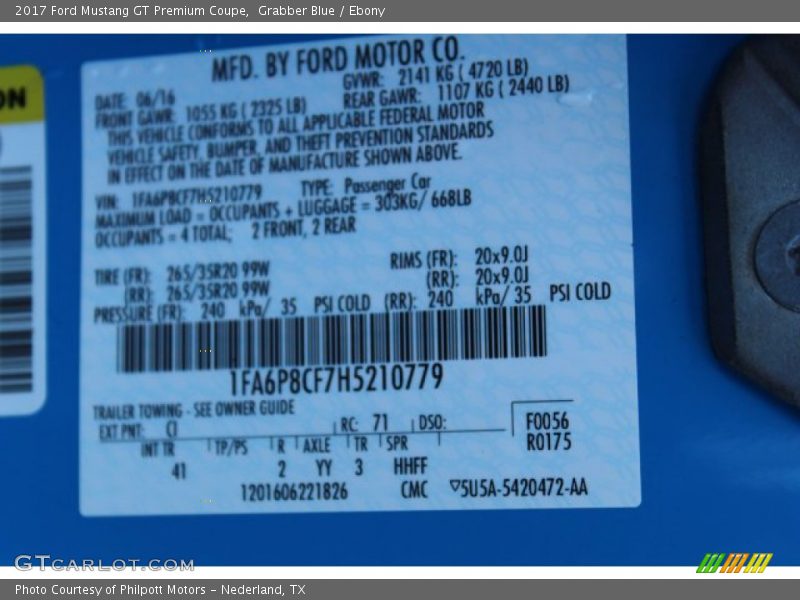 2017 Ford Mustang GT Premium Coupe,  Grabber Blue / Ebony
ON
MFD. BY FORD MOTOR CO.
DATE: 06/16 GVWR: 2141 KG ( 4720 LB)
FRONT GAWR: 1055 KG ( 2325 LB) REAR GAWR: 1107 KG ( 2440 LB)
THIS VEHICLE CONFORMS TO ALL APPLICABLE FEDERAL MOTOR
VEHICLE SAFETY, BUMPER, AND THEFT PREVENTION STANDARDS
IN EFFECT ON THE DATE OF MANUFACTURE SHOWN ABOVE.
VIN: 1FA6P8CF7H5210779 TYPE: Passenger Car
MAXIMUM LOAD = OCCUPANTS + LUGGAGE = 303KG/ 668LB
OCCUPANTS = 4 TOTAL; 2 FRONT, 2 REAR
TIRE (FR): 265/35R20 99W RIMS (FR): 20x9.0J
(RR): 265/35R20 99W (RR): 20x9.0J
PRESSURE (FR): 240 kPa/ 35 PSI COLD (RR): 240 kPa/ 35 PSI COLD
1FA6P8CF7H5210779
TRAILER TOWING - SEE OWNER GUIDE
EXT PNT: CI RC: 71 DSO: F0056
R0175
INT TR TP/PS R AXLE TR SPR
41 2 YY 3 HHFF
1201606221826 CMC ▽5U5A-5420472-AA
GTCARLOT.COM
Photo Courtesy of Philpott Motors - Nederland, TX